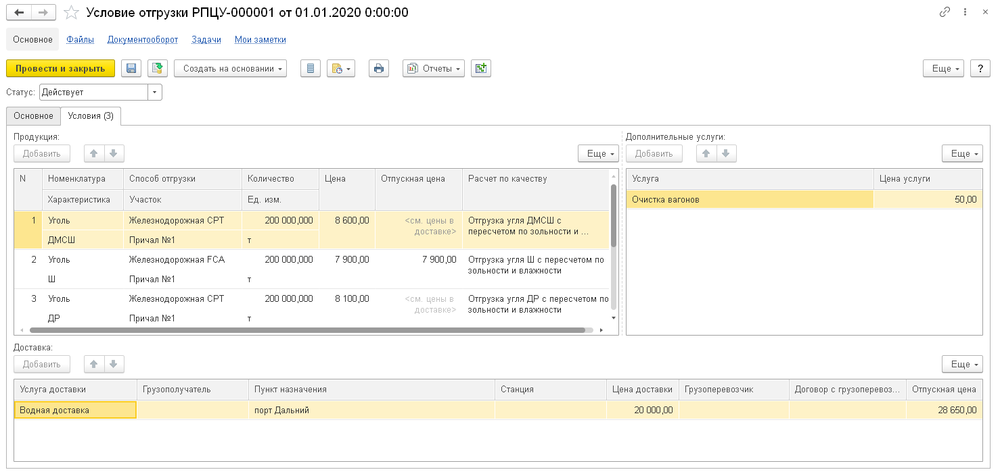 Условие отгрузки РПЦУ-000001 от 01.01.2020 0:00:00
Основное Файлы Документооборот Задачи Мои заметки
Провести и закрыть Создать на основании Отчеты Еще ?
Статус: Действует
Основное Условия (3)
Продукция: Дополнительные услуги:
Добавить Еще Добавить Еще
N Номенклатура Способ отгрузки Количество Цена Отпускная цена Расчет по качеству Услуга Цена услуги
Характеристика Участок Ед. изм.
Очистка вагонов 50,00
1 Уголь Железнодорожная CPT 200 000,000 8 600,00 <см. цены в Отгрузка угля ДМСШ с
доставке> пересчетом по зольности и ...
ДМСШ Причал №1 т
2 Уголь Железнодорожная FCA 200 000,000 7 900,00 7 900,00 Отгрузка угля Ш с пересчетом по
зольности и влажности
Ш Причал №1 т
3 Уголь Железнодорожная CPT 200 000,000 8 100,00 <см. цены в Отгрузка угля ДР с пересчетом по
доставке> зольности и влажности
ДР Причал №1 т
Доставка:
Добавить Еще
Услуга доставки Грузополучатель Пункт назначения Станция Цена доставки Грузоперевозчик Договор с грузоперевоз... Отпускная цена
Водная доставка порт Дальний 20 000,00 28 650,00